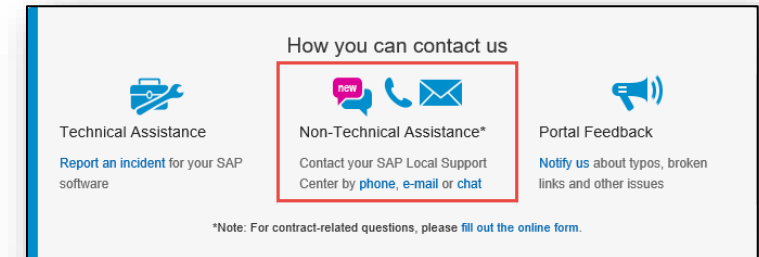 How you can contact us
new
Technical Assistance
Report an incident for your SAP
software
Non-Technical Assistance*
Contact your SAP Local Support
Center by phone, e-mail or chat
Portal Feedback
Notify us about typos, broken
links and other issues
*Note: For contract-related questions, please fill out the online form.